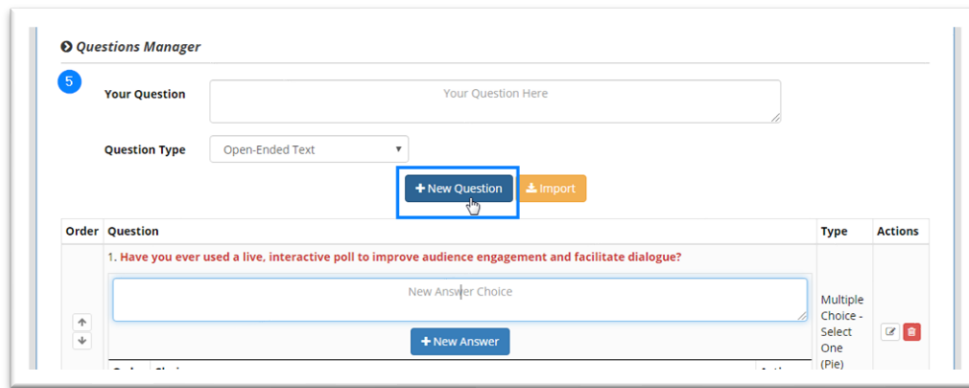 Questions Manager
5
Your Question
Your Question Here
Question Type
Open-Ended Text
+ New Question
Import
Order Question Type Actions
1. Have you ever used a live, interactive poll to improve audience engagement and facilitate dialogue?
New Answer Choice
Multiple
Choice -
Select
One
(Pie)
+ New Answer